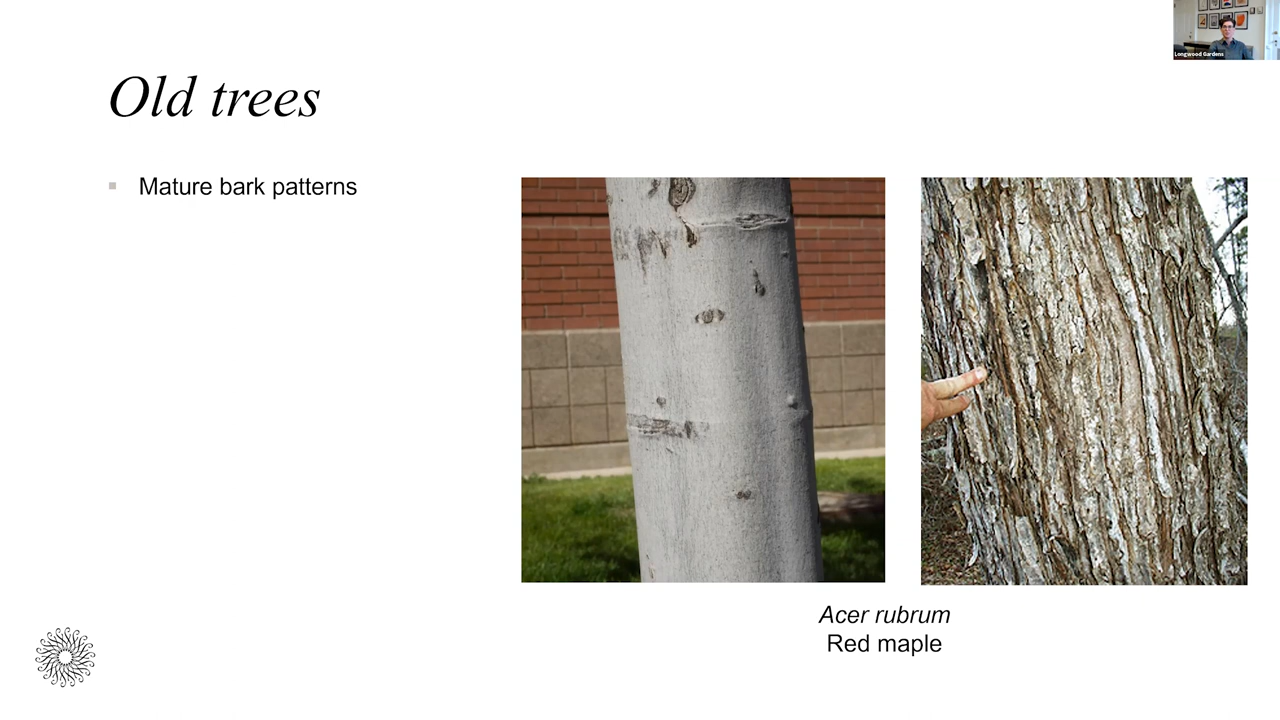 Longwood Gardens
Old trees
Mature bark patterns
Acer rubrum
Red maple